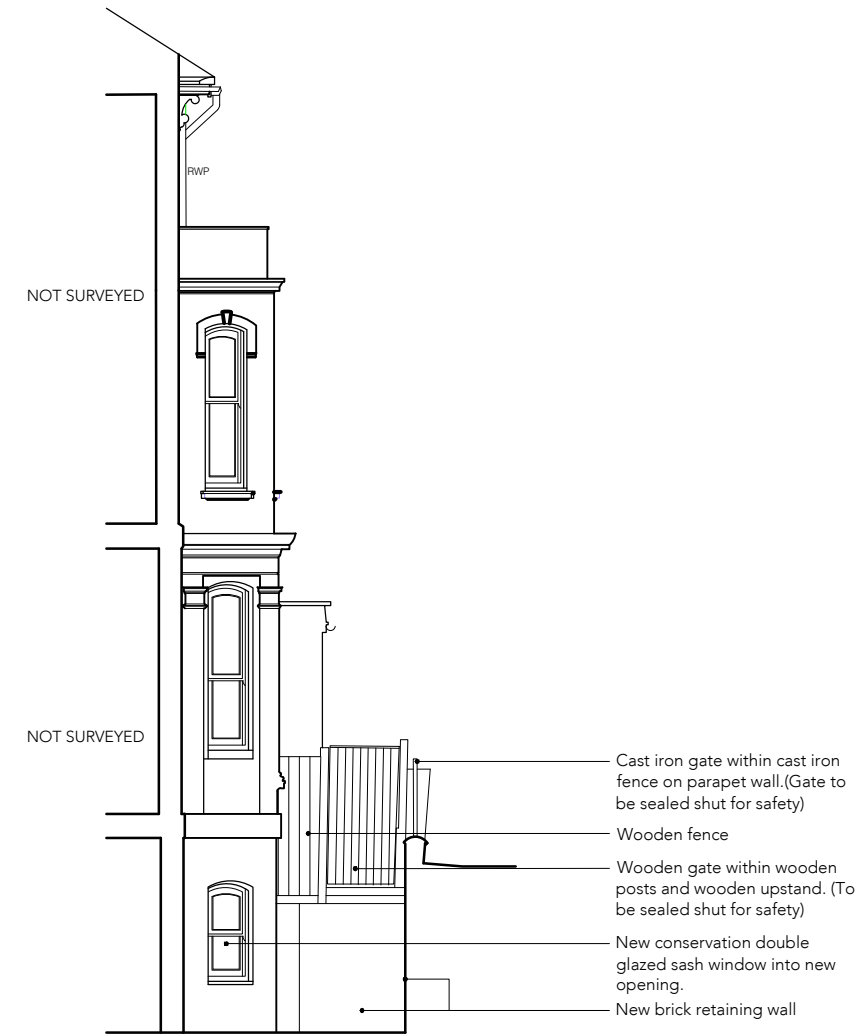 RWP
NOT SURVEYED
NOT SURVEYED
Cast iron gate within cast iron
fence on parapet wall.(Gate to
be sealed shut for safety)
Wooden fence
Wooden gate within wooden
posts and wooden upstand. (To
be sealed shut for safety)
New conservation double
glazed sash window into new
opening.
New brick retaining wall